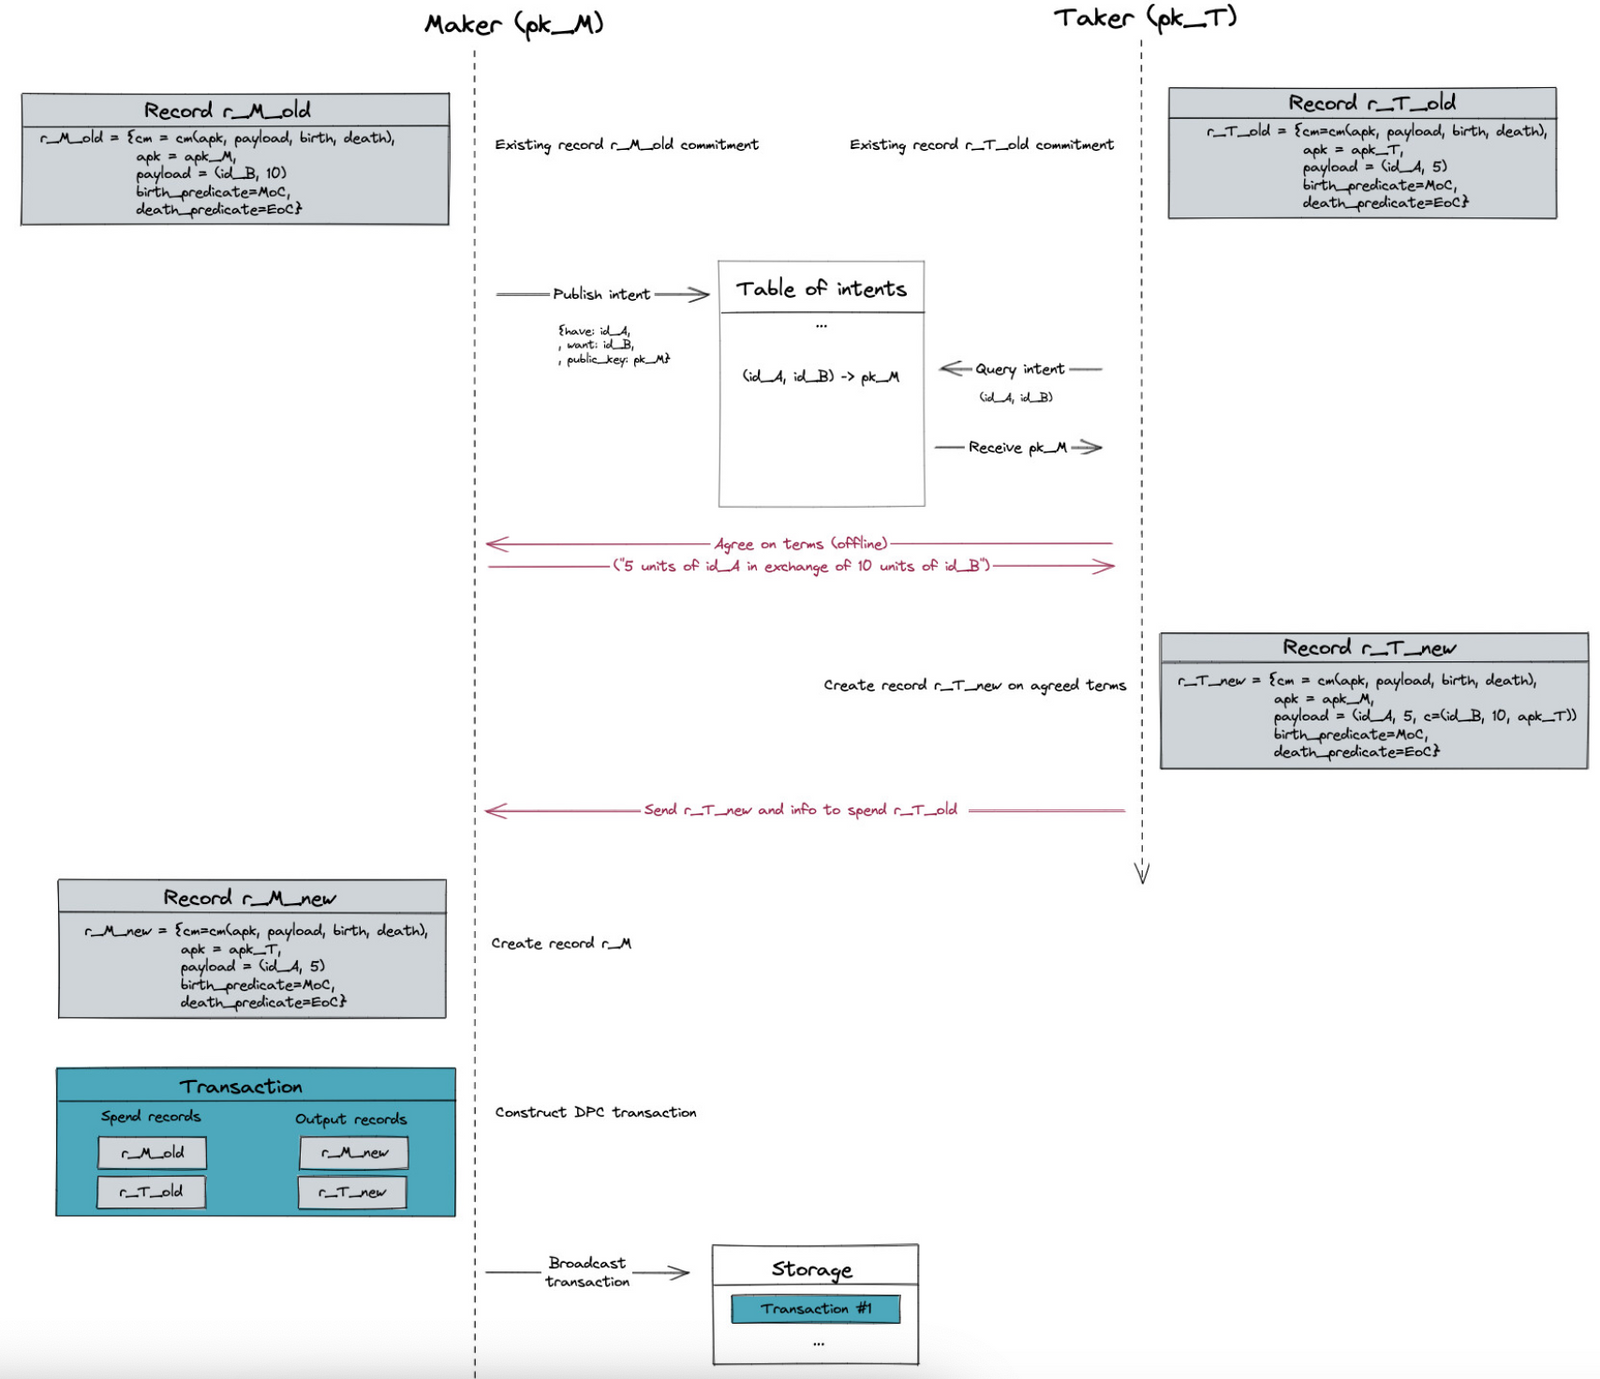 Maker (pk_M)
Taker (pk_T)
Record r_M_old
r_M_old = {cm = cm(apk, payload, birth, death),
apk = apk_M,
payload = (id_B, 10)
birth_predicate=MoC,
death_predicate=EoC}
Existing record r_M_old commitment
Existing record r_T_old commitment
Record r_T_old
r_T_old = {cm=cm(apk, payload, birth, death),
apk = apk_T,
payload = (id_A, 5)
birth_predicate=MoC,
death_predicate=EoC}
Publish intent
{have: id_A,
, want: id_B,
, public_key: pk_M}
Table of intents
...
(id_A, id_B) -> pk_M
Query intent
(id_A, id_B)
Receive pk_M
Agree on terms (offline)
("5 units of id_A in exchange of 10 units of id_B")
Create record r_T_new on agreed terms
Record r_T_new
r_T_new = {cm = cm(apk, payload, birth, death),
apk = apk_M,
payload = (id_A, 5, c=(id_B, 10, apk_T))
birth_predicate=MoC,
death_predicate=EoC}
Send r_T_new and info to spend r_T_old
Record r_M_new
r_M_new = {cm=cm(apk, payload, birth, death),
apk = apk_T,
payload = (id_A, 5)
birth_predicate=MoC,
death_predicate=EoC}
Create record r_M
Transaction
Spend records
Output records
r_M_old
r_M_new
r_T_old
r_T_new
Construct DPC transaction
Broadcast
transaction
Storage
Transaction #1
...